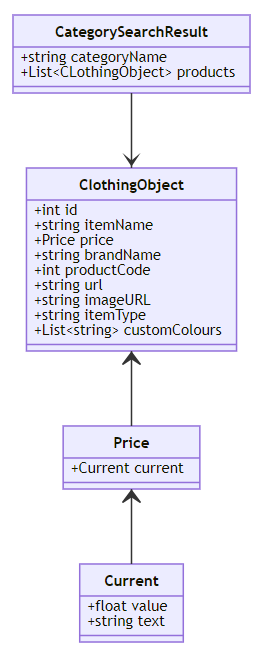 CategorySearchResult
+string categoryName
+List<CLothingObject> products
ClothingObject
+int id
+string itemName
+Price price
+string brandName
+int productCode
+string url
+string imageURL
+string itemType
+List<string> customColours
Price
+Current current
Current
+float value
+string text